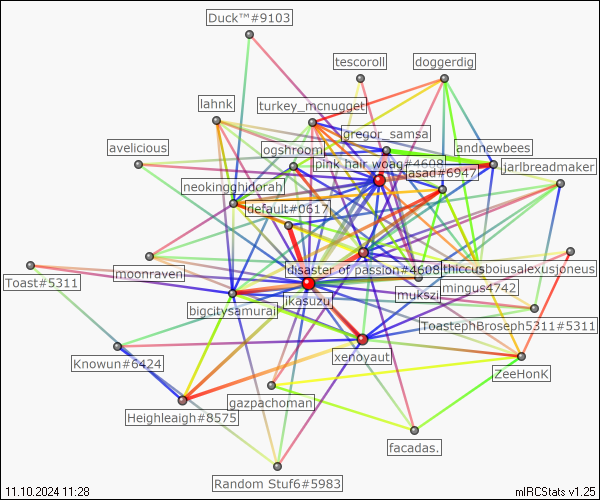 Duck™#9103
tescoroll
doggerdig
lahnk
turkey_mcnugget
gregor_samsa
avelicious
ogshroom
andnewbees
pink hair woag#4608
jarlbreadmaker
asad#6947
neokingghidorah
default#0617
moonraven
disaster of passion#4608
thiccusboiusalexusjoneus
Toast#5311
mukszi
mingus4742
ikasuzu
bigcitysamurai
ToastephBroseph5311#5311
xenoyaut
Knowun#6424
ZeeHonK
gazpachoman
Heighleaigh#8575
facadas.
Random Stuf6#5983
11.10.2024 11:28
mIRCStats v1.25